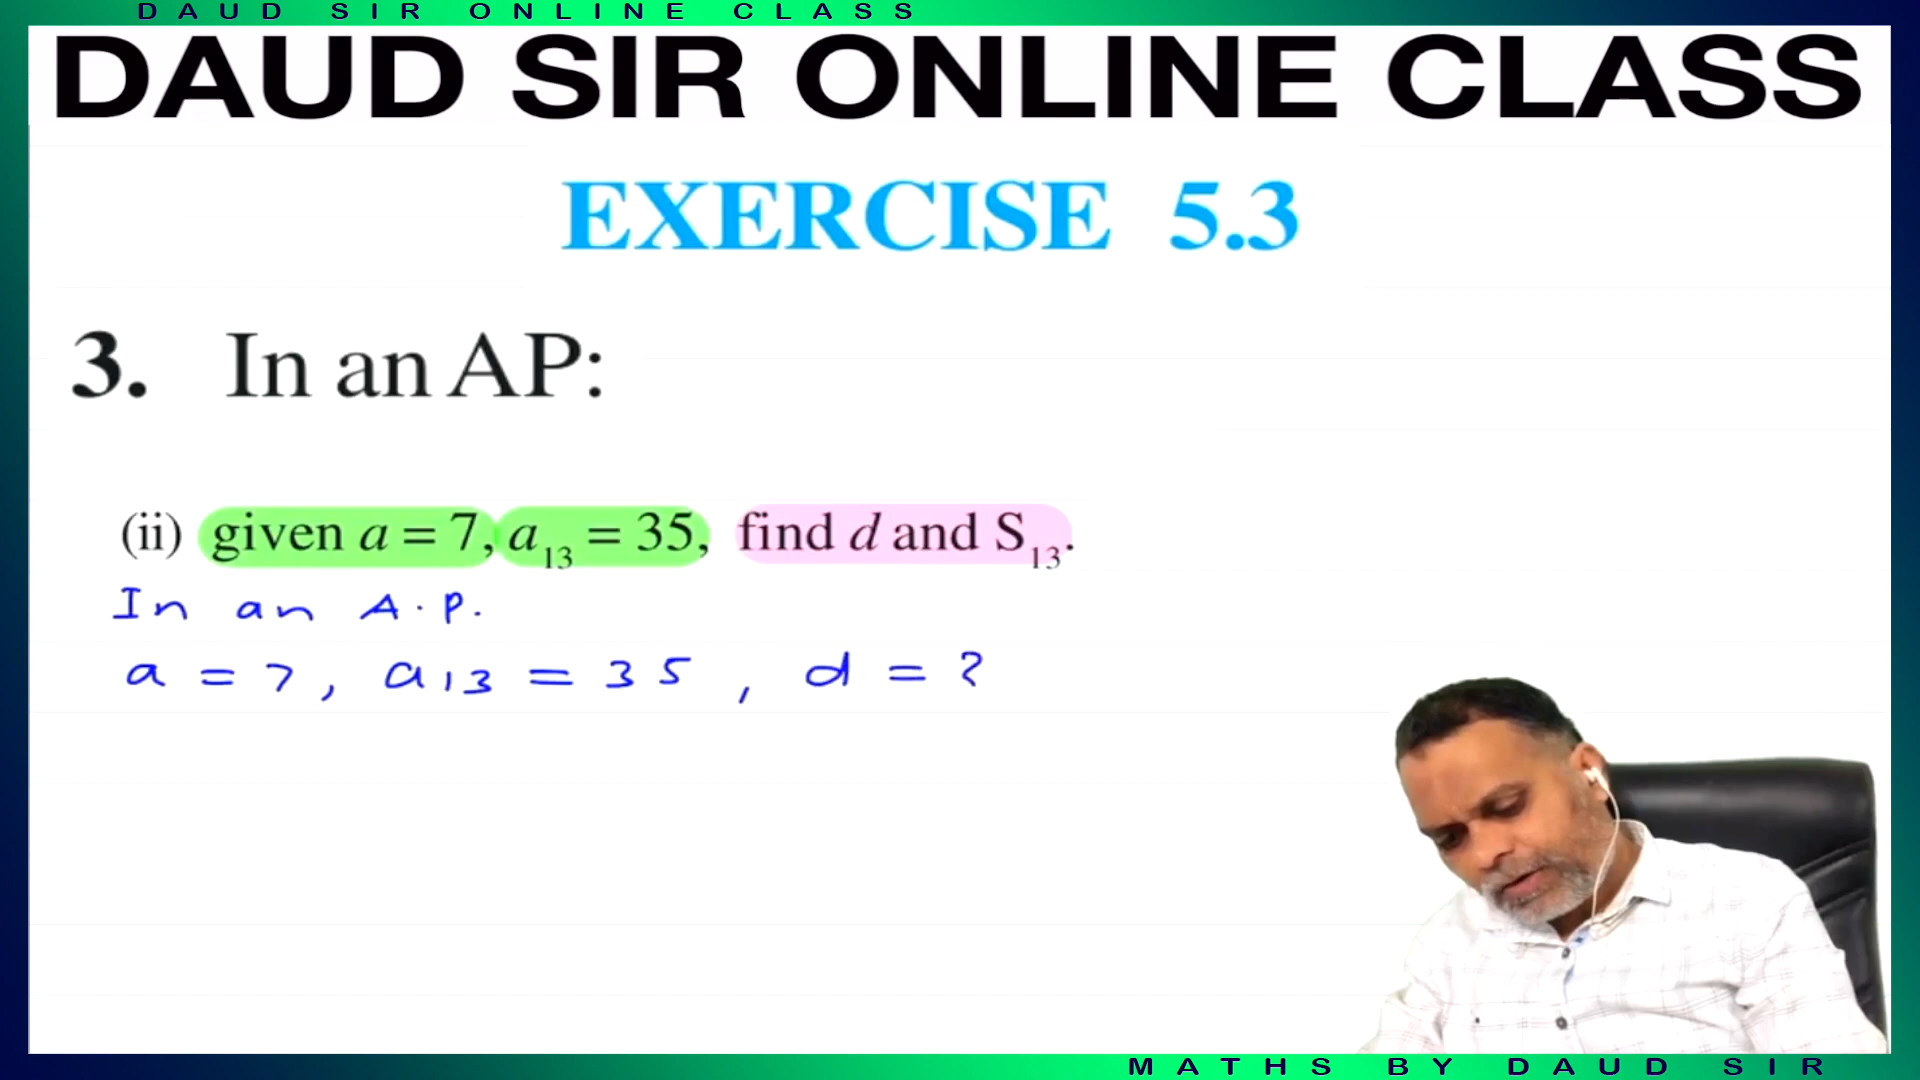 DAUD SIR ONLINE CLASS
DAUD SIR ONLINE CLASS
EXERCISE 5.3
3. In an AP:
(ii) given a = 7, a₁₃ = 35, find d and S₁₃.
In an A.P.
a = 7, a₁₃ = 35, d = ?
MATHS BY DAUD SIR